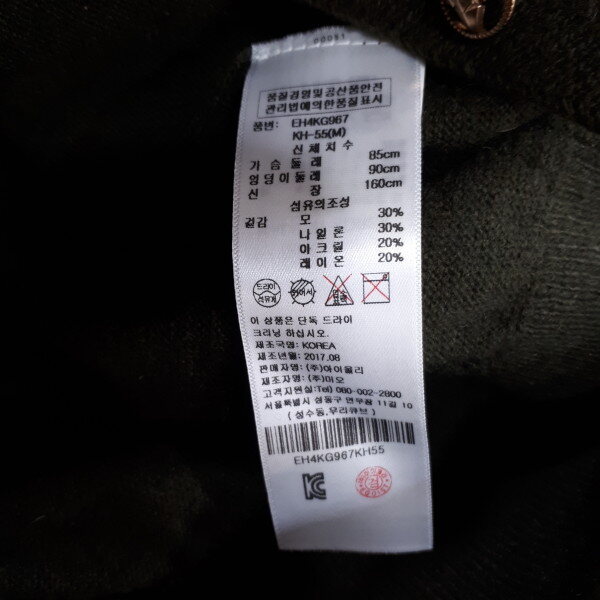 00051
품질경영및공산품안전
관리법에의한품질표시
품번: EH4KG967
KH-55(M)
신체치수
가슴둘레 85cm
엉덩이둘레 90cm
신장 160cm
섬유의조성
겉감 모 30%
나일론 30%
아크릴 20%
레이온 20%
드라이
석유계
이 상품은 단독 드라이
크리닝 하십시오.
제조국명: KOREA
제조년월: 2017.08
판매자명: (주)아이올리
제조자명: (주)미오
고객지원실:Tel) 080-002-2800
서울특별시 성동구 연무장 11길 10
(성수동,우리큐브)
EH4KG967KH55